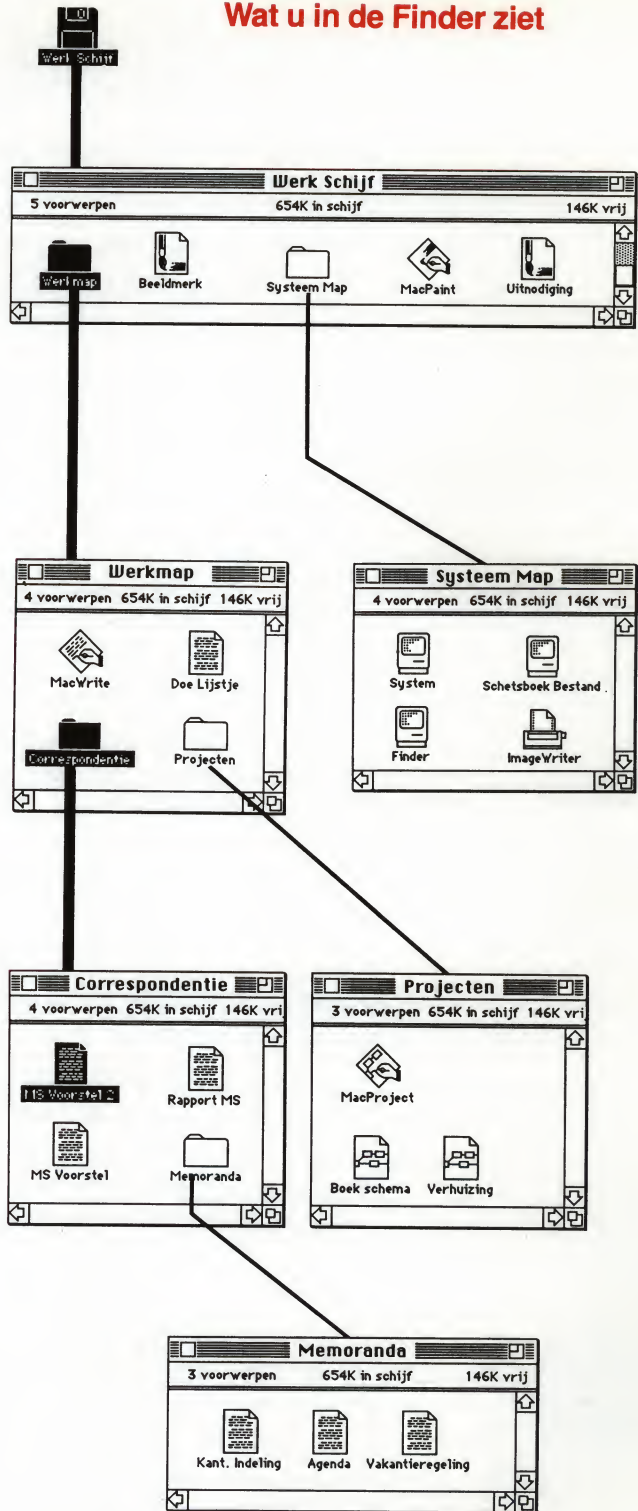 Wat u in de Finder ziet
Werk Schijf
Werk Schijf
5 voorwerpen 654K in schijf 146K vrij
Werkmap Beeldmerk Systeem Map MacPaint Uitnodiging
Werkmap
4 voorwerpen 654K in schijf 146K vrij
MacWrite Doe Lijstje
Correspondentie Projecten
Systeem Map
4 voorwerpen 654K in schijf 146K vrij
System Schetsboek Bestand
Finder ImageWriter
Correspondentie
4 voorwerpen 654K in schijf 146K vri
MS Voorstel 2 Rapport MS
MS Voorstel Memoranda
Projecten
3 voorwerpen 654K in schijf 146K vri
MacProject
Boek schema Verhuizing
Memoranda
3 voorwerpen 654K in schijf 146K vrij
Kant. Indeling Agenda Vakantieregeling